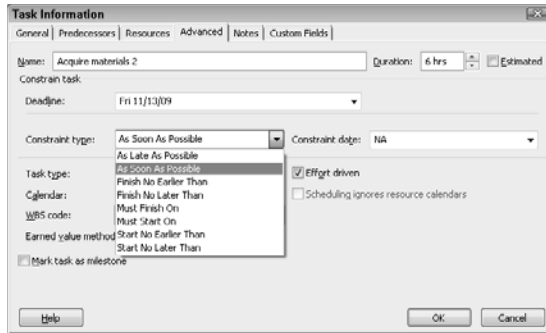 Task Information
General Predecessors Resources Advanced Notes Custom Fields
Name: Acquire materials 2 Duration: 6 hrs Estimated
Constrain task
Deadline: Fri 11/13/09
Constraint type: As Soon As Possible Constraint date: NA
As Late As Possible
Task type: As Soon As Possible Effort driven
Finish No Earlier Than
Calendar: Finish No Later Than Scheduling ignores resource calendars
Must Finish On
WBS code: Must Start On
Earned value method Start No Earlier Than
Start No Later Than
Mark task as milestone
Help OK Cancel